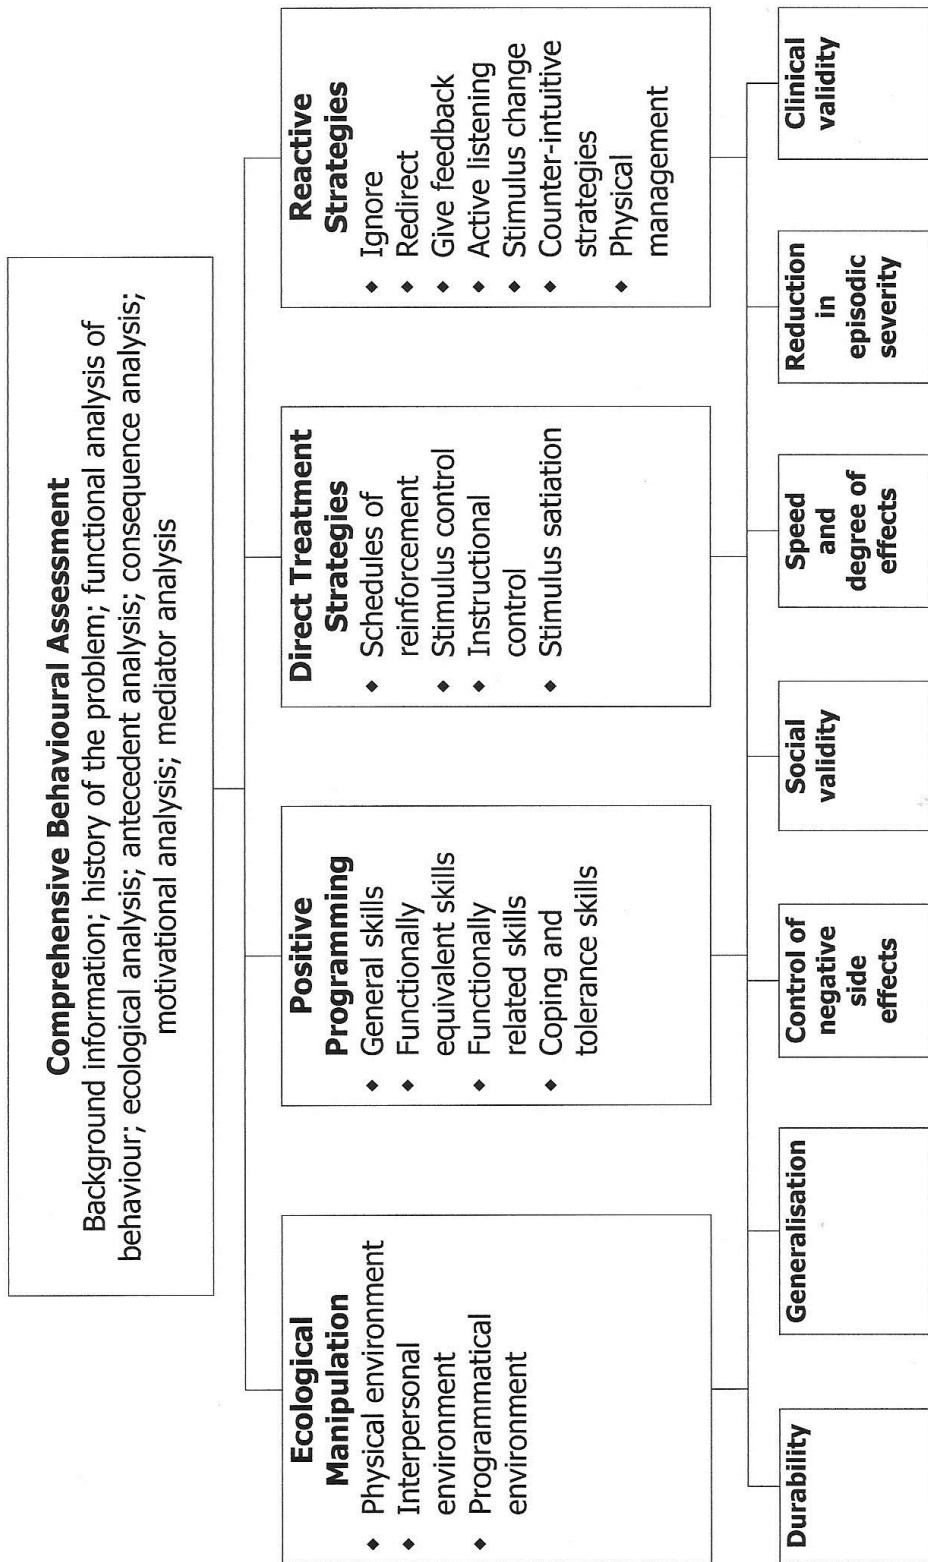 Comprehensive Behavioural Assessment
Background information; history of the problem; functional analysis of
behaviour; ecological analysis; antecedent analysis; consequence analysis;
motivational analysis; mediator analysis
Ecological
Manipulation
◆ Physical environment
◆ Interpersonal
environment
◆ Programmatical
environment
Positive
Programming
◆ General skills
◆ Functionally
equivalent skills
◆ Functionally
related skills
◆ Coping and
tolerance skills
Direct Treatment
Strategies
◆ Schedules of
reinforcement
◆ Stimulus control
◆ Instructional
control
◆ Stimulus satiation
Reactive
Strategies
◆ Ignore
◆ Redirect
◆ Give feedback
◆ Active listening
◆ Stimulus change
◆ Counter-intuitive
strategies
◆ Physical
management
Durability
Generalisation
Control of
negative
side
effects
Social
validity
Speed
and
degree of
effects
Reduction
in
episodic
severity
Clinical
validity